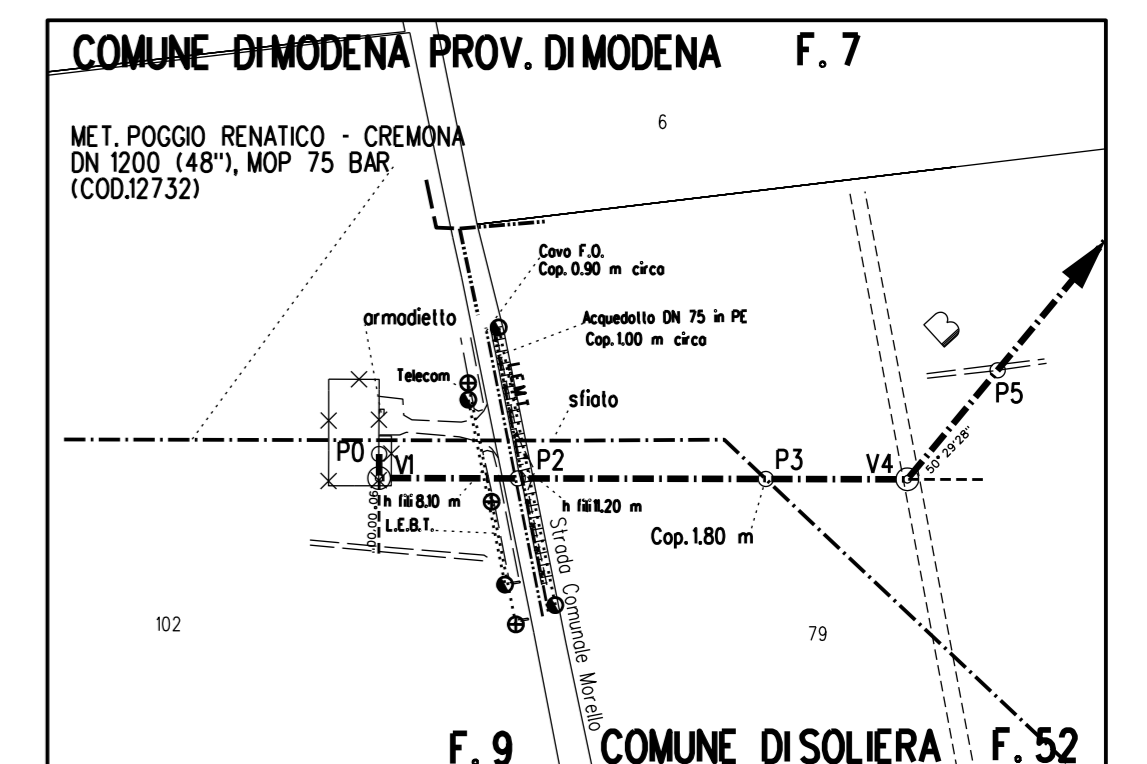 COMUNE DI MODENA PROV. DI MODENA F. 7
6
MET. POGGIO RENATICO - CREMONA
DN 1200 (48"), MOP 75 BAR
(COD.12732)
Cavo F.O.
Cop. 0.90 m circa
armadietto
Acquedotto DN 75 in PE
Cop. 1.00 m circa
B
L.E.M.T.
Telecom
sfiato
P5
P0
V1
P2
P3
V4
50°29'28"
h fili 8.10 m
h fili 11.20 m
L.E.B.T.
Cop. 1.80 m
Strada Comunale Morello
102
79
F. 9 COMUNE DI SOLIERA F. 52